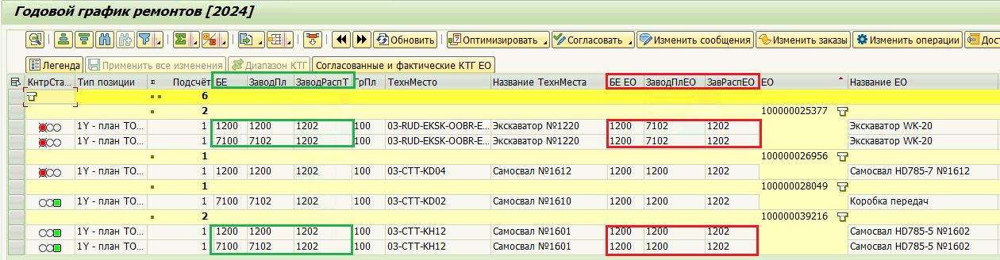 Годовой график ремонтов [2024]
Обновить Оптимизировать Согласовать Изменить сообщения Изменить заказы Изменить операции Дос
Легенда Применить все изменения Диапазон КТГ Согласованные и фактические КТГ ЕО
КнтрСта... Тип позиции Подсчёт БЕ ЗаводПл ЗаводРаспТ ГрПл ТехнМесто Название ТехнМеста БЕ ЕО ЗаводПлЕО ЗавРаспЕО ЕО Название ЕО
6
2 100000025377
1Y - план ТО... 1 1200 1200 1202 100 03-RUD-EKSK-OOBR-E... Экскаватор №1220 1200 7102 1202 Экскаватор WK-20
1Y - план ТО... 1 7100 7102 1202 100 03-RUD-EKSK-OOBR-E... Экскаватор №1220 1200 7102 1202 Экскаватор WK-20
1 100000026956
1Y - план ТО... 1 1200 1200 1202 100 03-CTT-KD04 Самосвал №1612 1200 1200 1202 Самосвал HD785-7 №1612
1 100000028049
1Y - план ТО... 1 7100 7102 1202 100 03-CTT-KD02 Самосвал №1610 7100 7102 1202 Коробка передач
2 100000039216
1Y - план ТО... 1 1200 1200 1202 100 03-CTT-KH12 Самосвал №1601 1200 1200 1202 Самосвал HD785-5 №1602
1Y - план ТО... 1 7100 7102 1202 100 03-CTT-KH12 Самосвал №1601 1200 1200 1202 Самосвал HD785-5 №1602